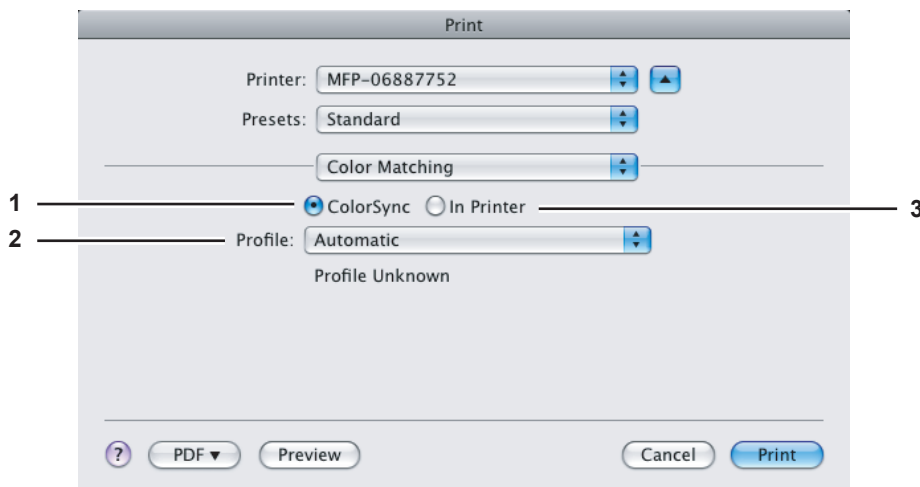 Print
Printer: MFP-06887752
Presets: Standard
Color Matching
1 ColorSync In Printer 3
2 Profile: Automatic
Profile Unknown
? PDF▼ Preview Cancel Print